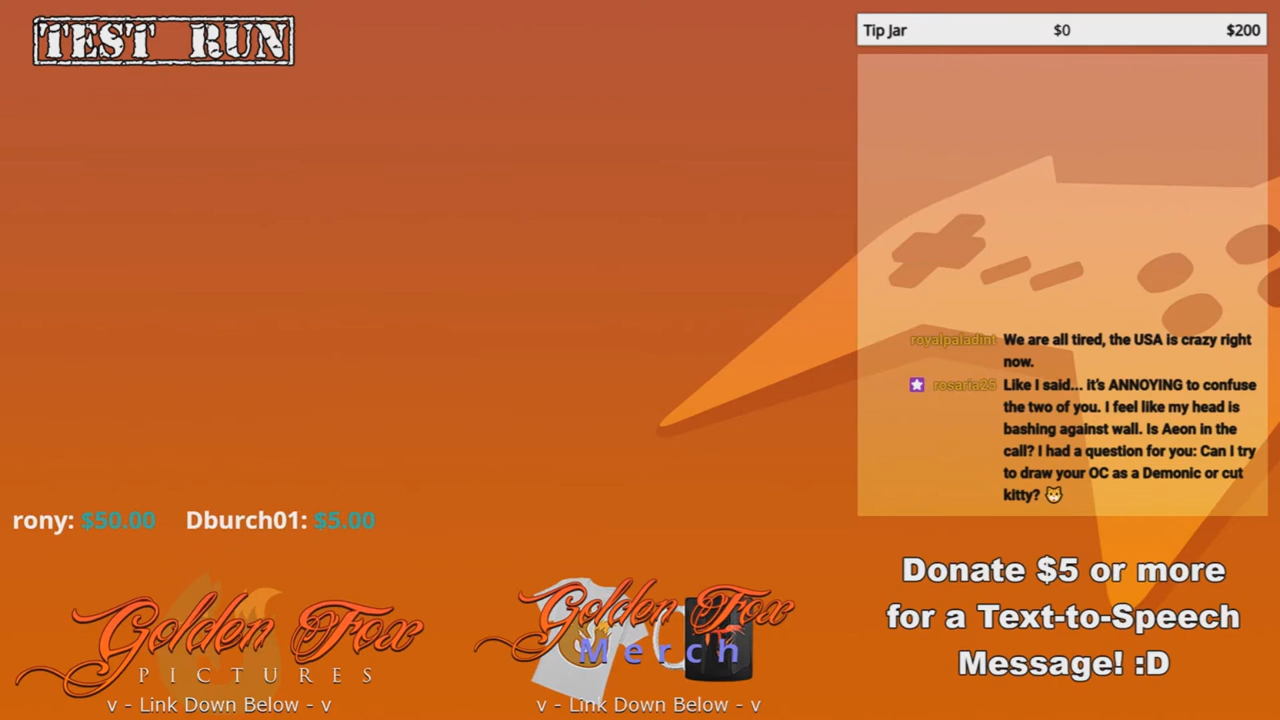 TEST RUN
Tip Jar $0 $200
royalpaladint We are all tired, the USA is crazy right
now.
rosaria25 Like I said... it's ANNOYING to confuse
the two of you. I feel like my head is
bashing against wall. Is Aeon in the
call? I had a question for you: Can I try
to draw your OC as a Demonic or cut
kitty? 🐱
rony: $50.00 Dburch01: $5.00
Donate $5 or more
for a Text-to-Speech
Message! :D
Golden Fox
PICTURES
v - Link Down Below - v
Golden Fox
Merch
v - Link Down Below - v